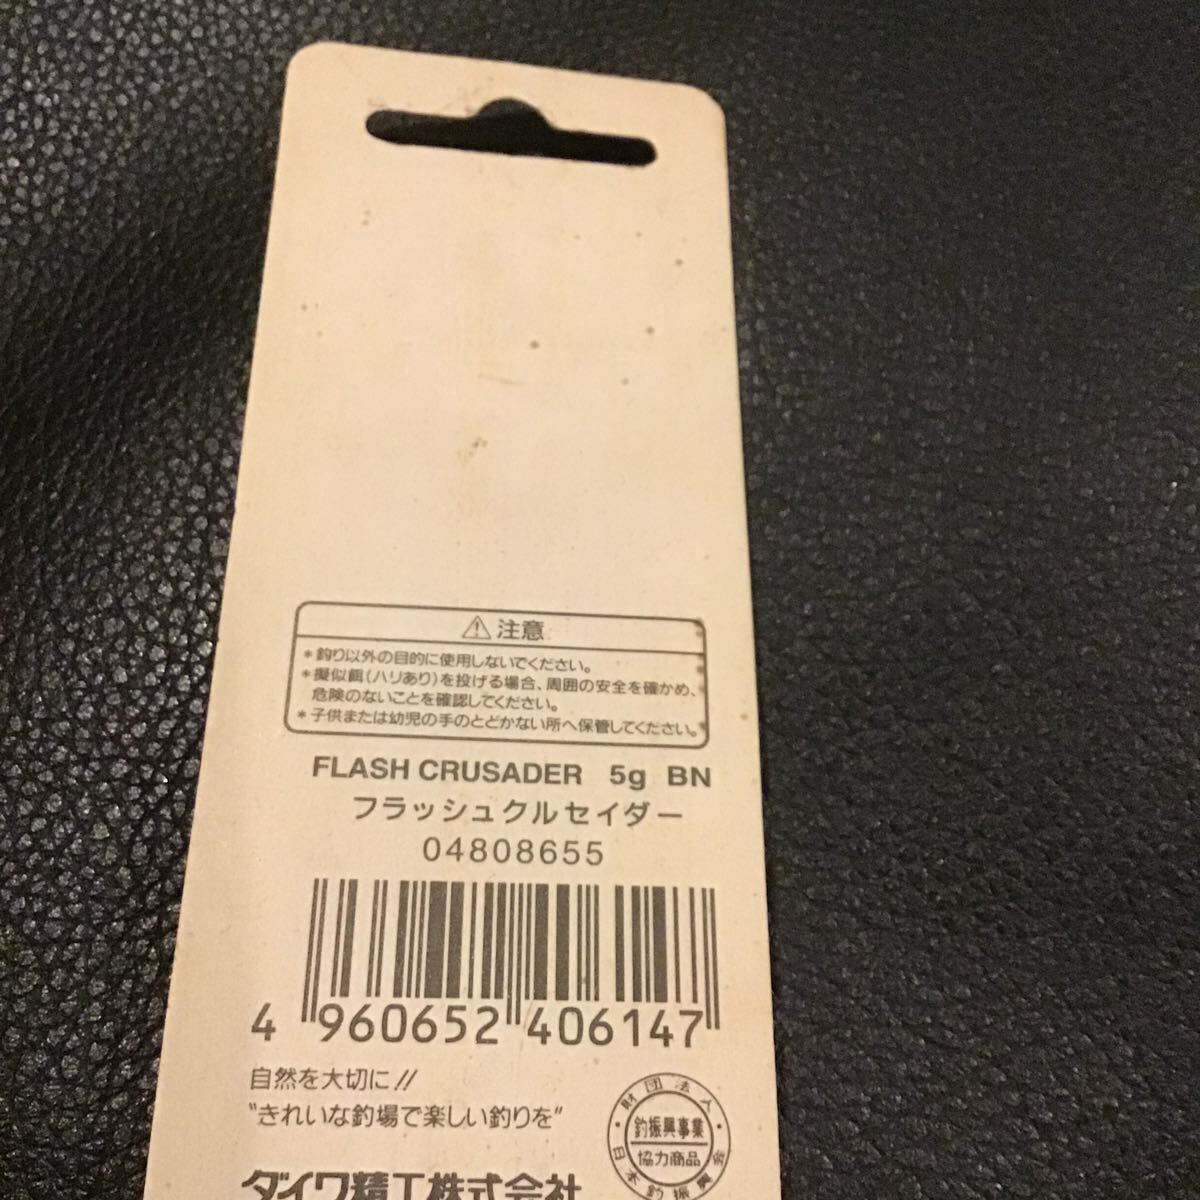 ⚠注意
*釣り以外の目的に使用しないでください。
*擬似餌(ハリあり)を投げる場合、周囲の安全を確かめ、
危険のないことを確認してください。
*子供または幼児の手のとどかない所へ保管してください。
FLASH CRUSADER 5g BN
フラッシュクルセイダー
04808655
4 960652 406147
自然を大切に!!
"きれいな釣場で楽しい釣りを"
財団法人
釣振興事業
協力商品
日本釣振興会
ダイワ精工株式会社